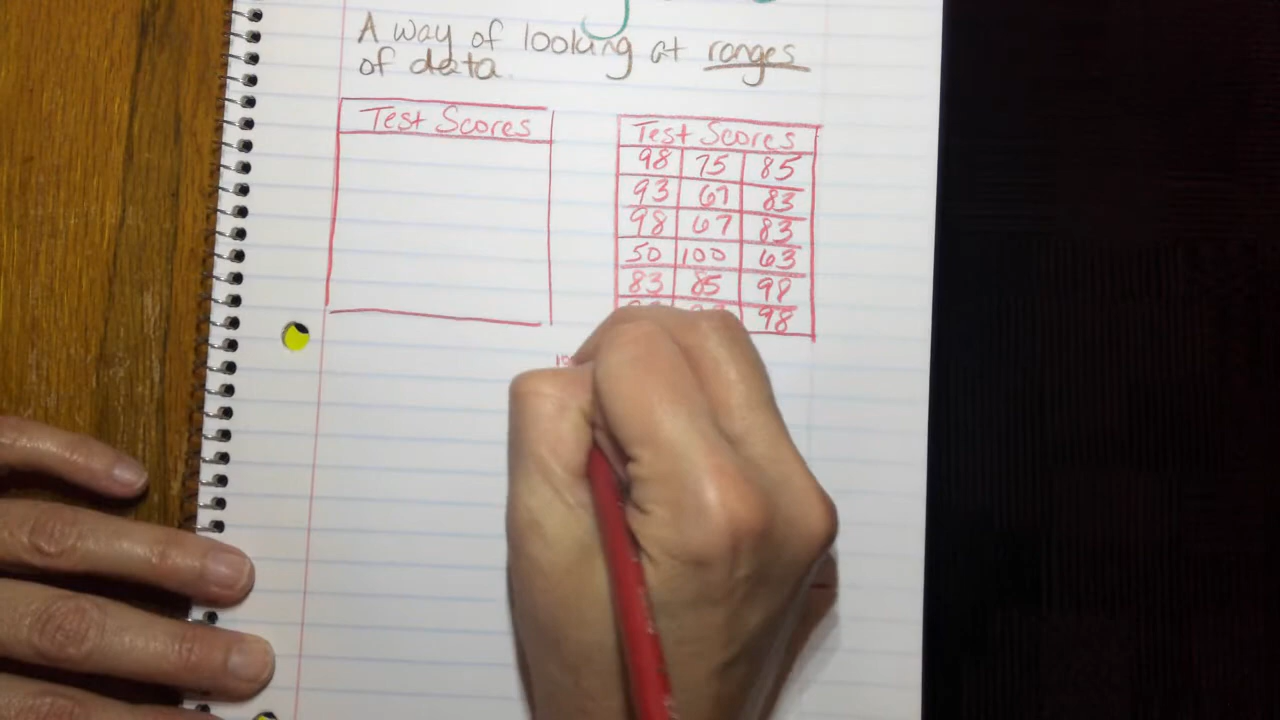 A way of looking at ranges
of data
Test Scores
Test Scores
98 75 85
93 67 83
98 67 83
50 100 63
83 85 98
98